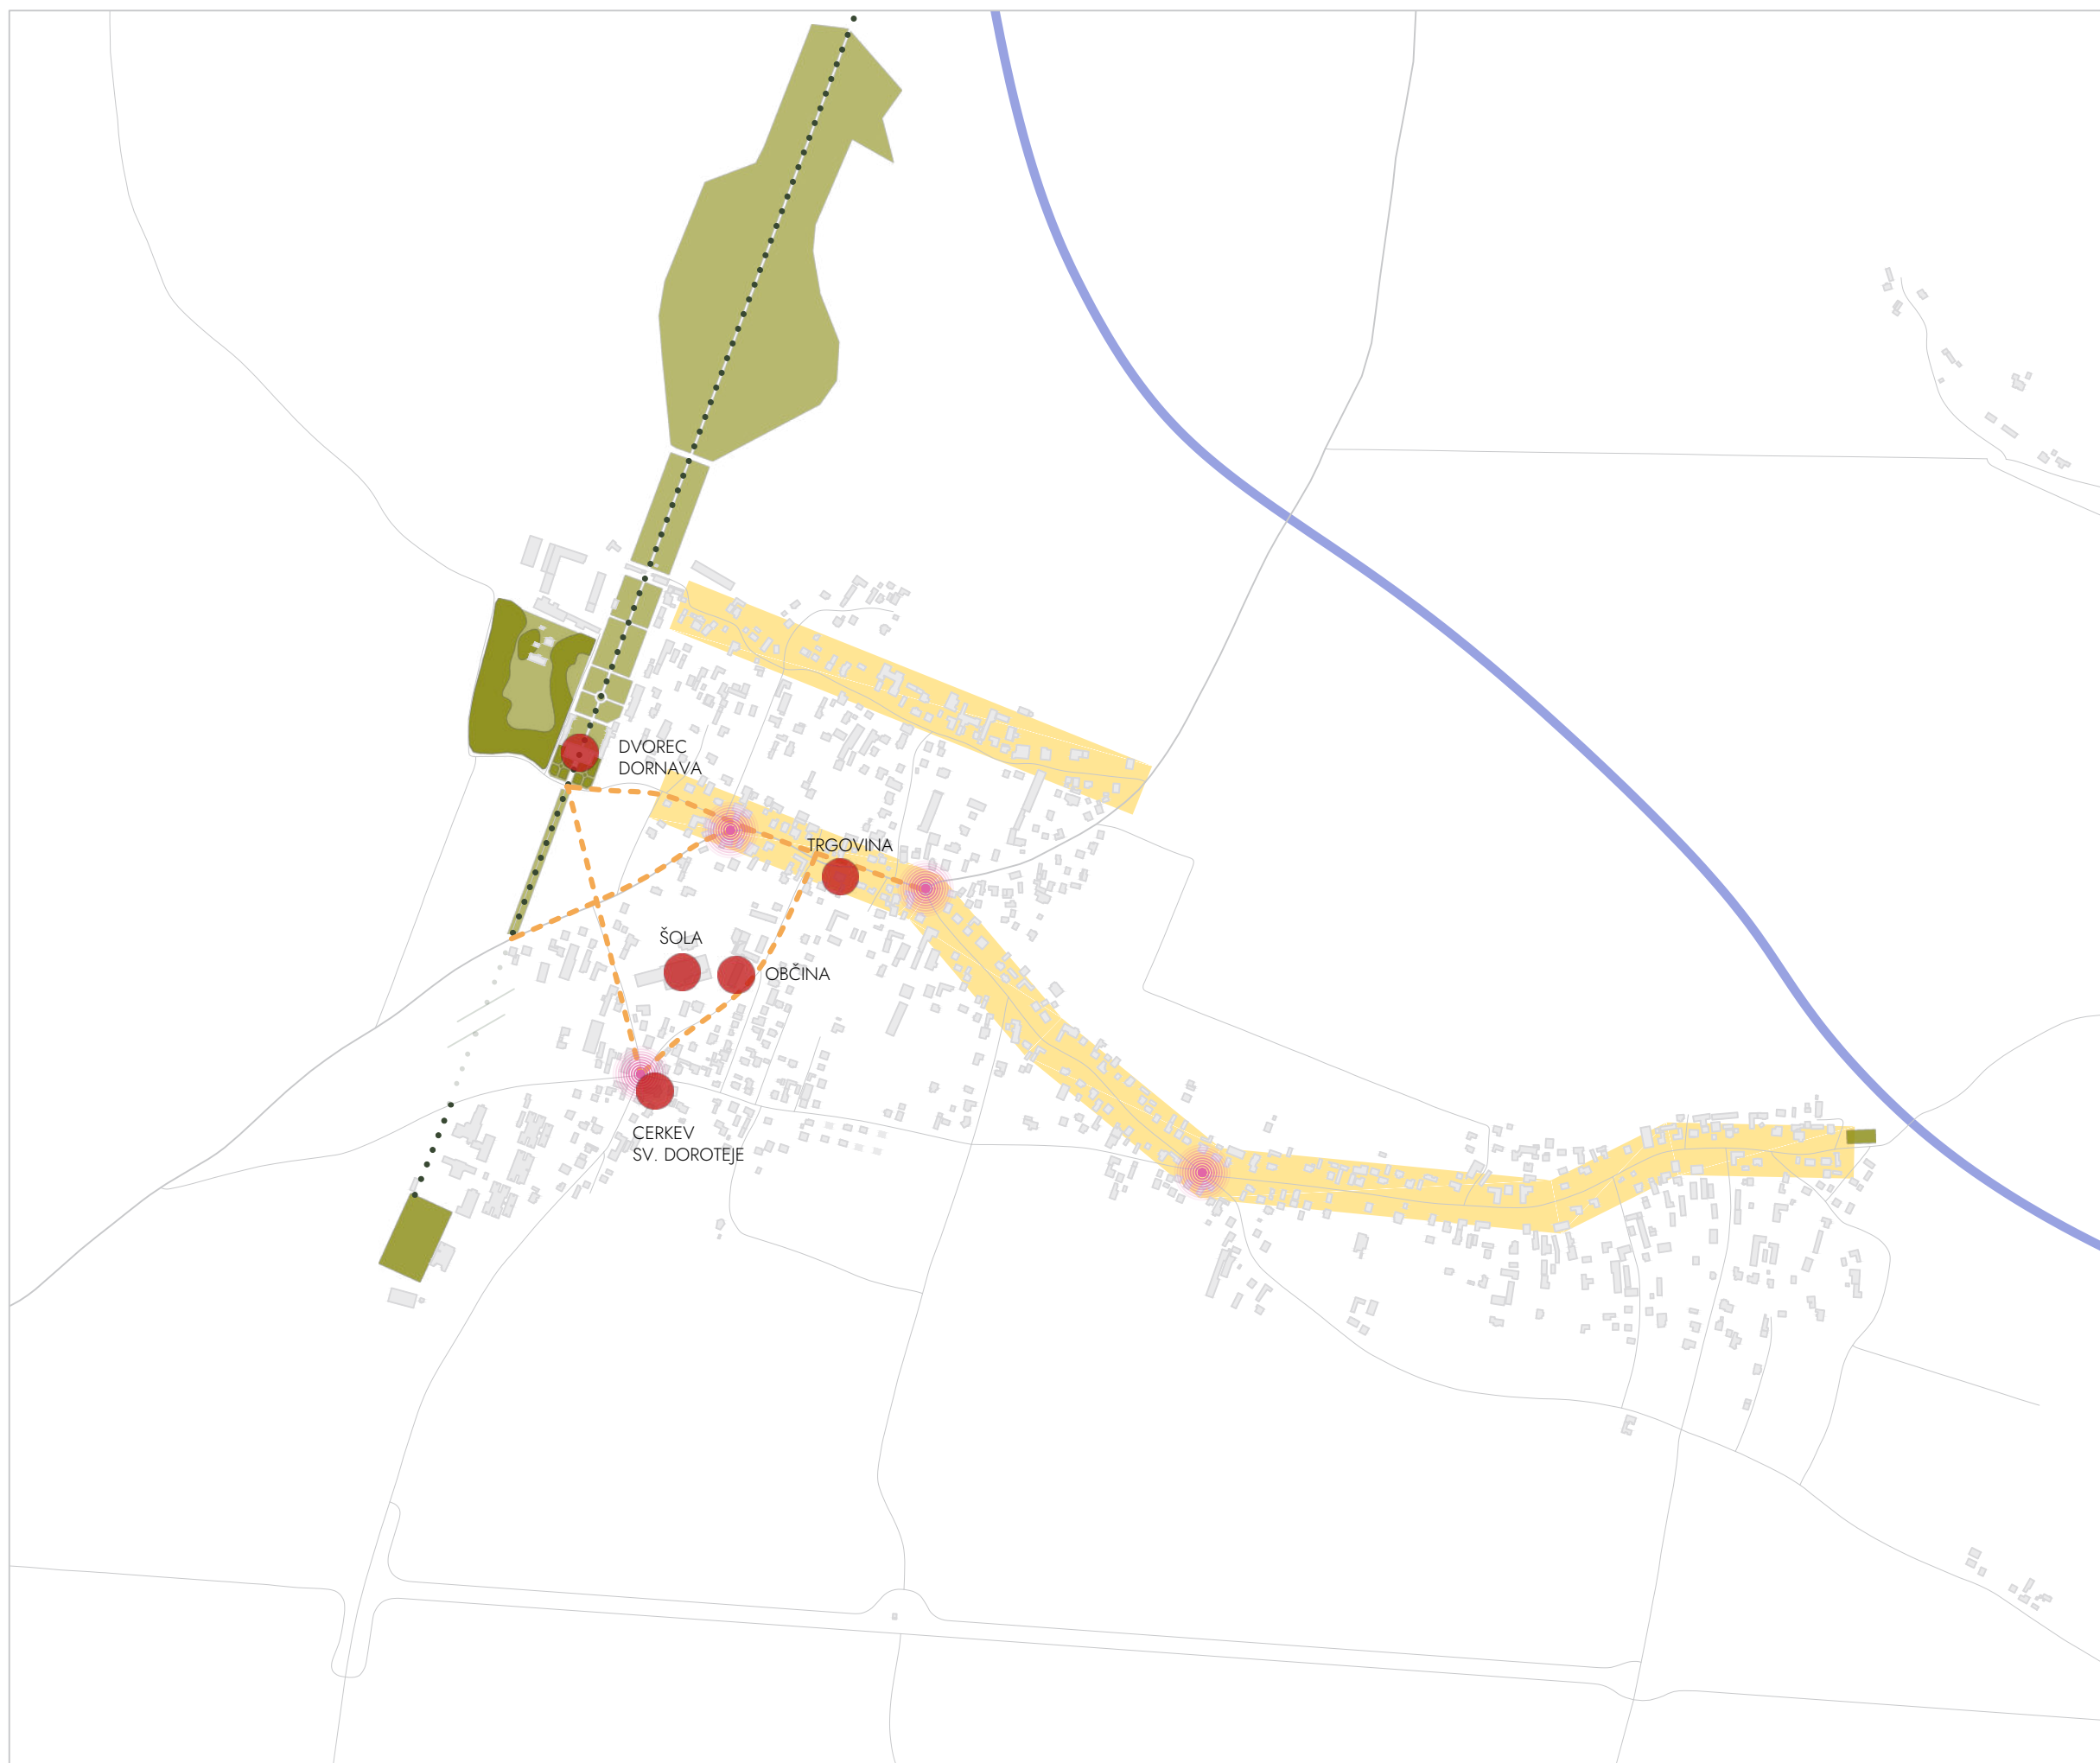 DVOREC
DORNAVA
TRGOVINA
ŠOLA
OBČINA
CERKEV
SV. DOROTEJE